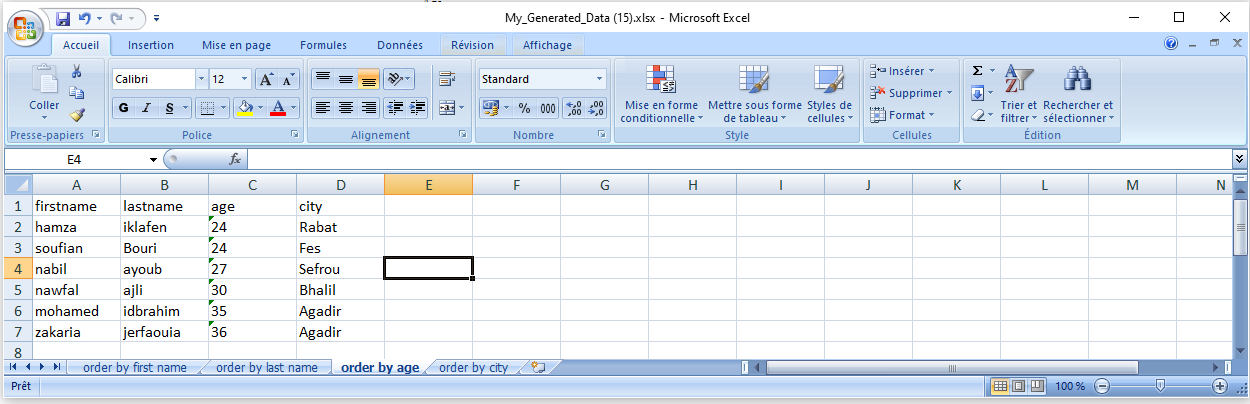 My_Generated_Data (15).xlsx - Microsoft Excel
Accueil Insertion Mise en page Formules Données Révision Affichage
Coller
Presse-papiers
Calibri 12
G I S
Police
Alignement
Standard
% 000
Nombre
Mise en forme conditionnelle
Mettre sous forme de tableau
Styles de cellules
Style
Insérer
Supprimer
Format
Cellules
Σ
Trier et filtrer
Rechercher et sélectionner
Édition
E4 fx
A B C D E F G H I J K L M N
1 firstname lastname age city
2 hamza iklafen 24 Rabat
3 soufian Bouri 24 Fes
4 nabil ayoub 27 Sefrou
5 nawfal ajli 30 Bhalil
6 mohamed idbrahim 35 Agadir
7 zakaria jerfaouia 36 Agadir
8
order by first name order by last name order by age order by city
Prêt 100 %